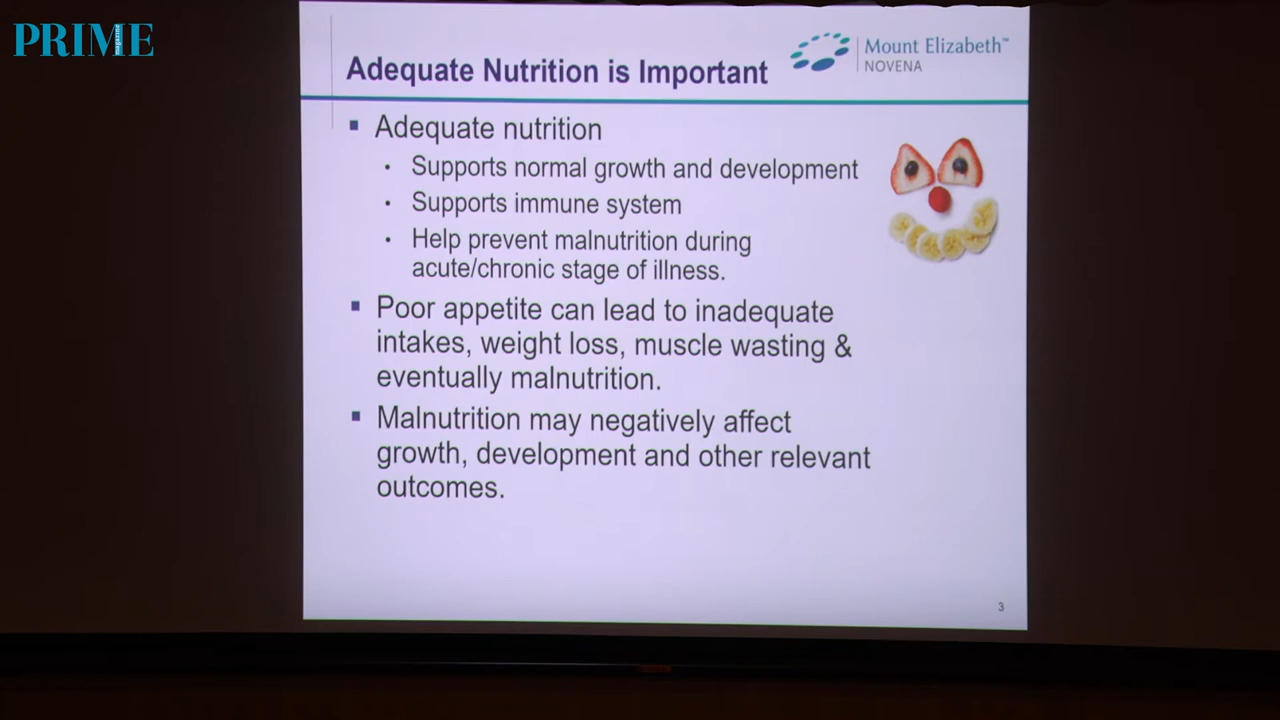 PRIME
magazine
Adequate Nutrition is Important
Mount Elizabeth™
NOVENA
▪ Adequate nutrition
• Supports normal growth and development
• Supports immune system
• Help prevent malnutrition during
acute/chronic stage of illness.
▪ Poor appetite can lead to inadequate
intakes, weight loss, muscle wasting &
eventually malnutrition.
▪ Malnutrition may negatively affect
growth, development and other relevant
outcomes.
3